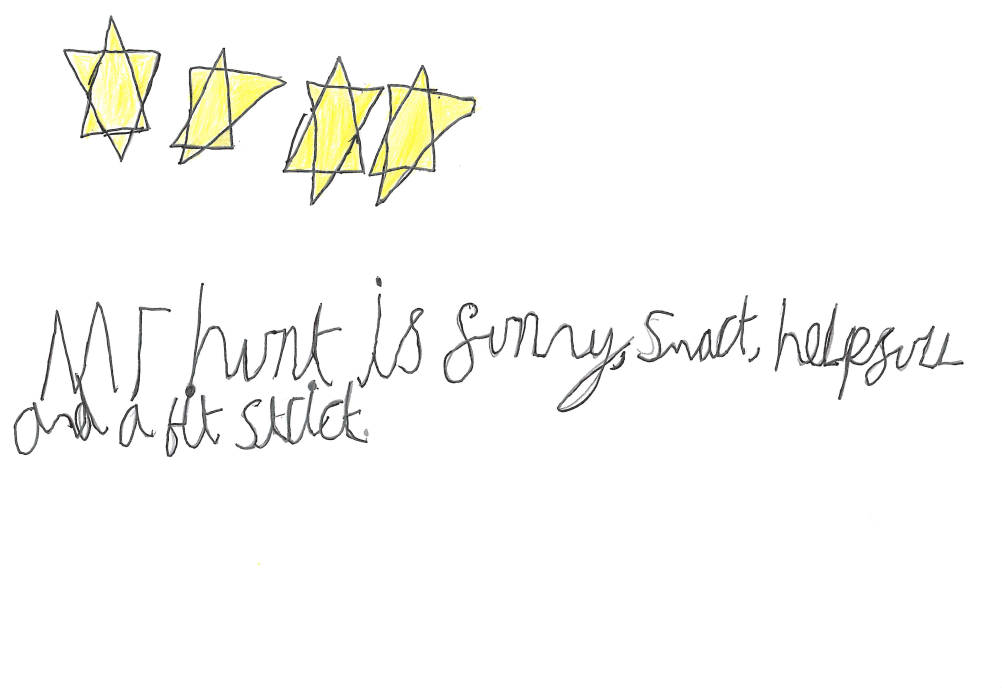 Mr hunt is funny, smart, helpfull
and a bit strict.